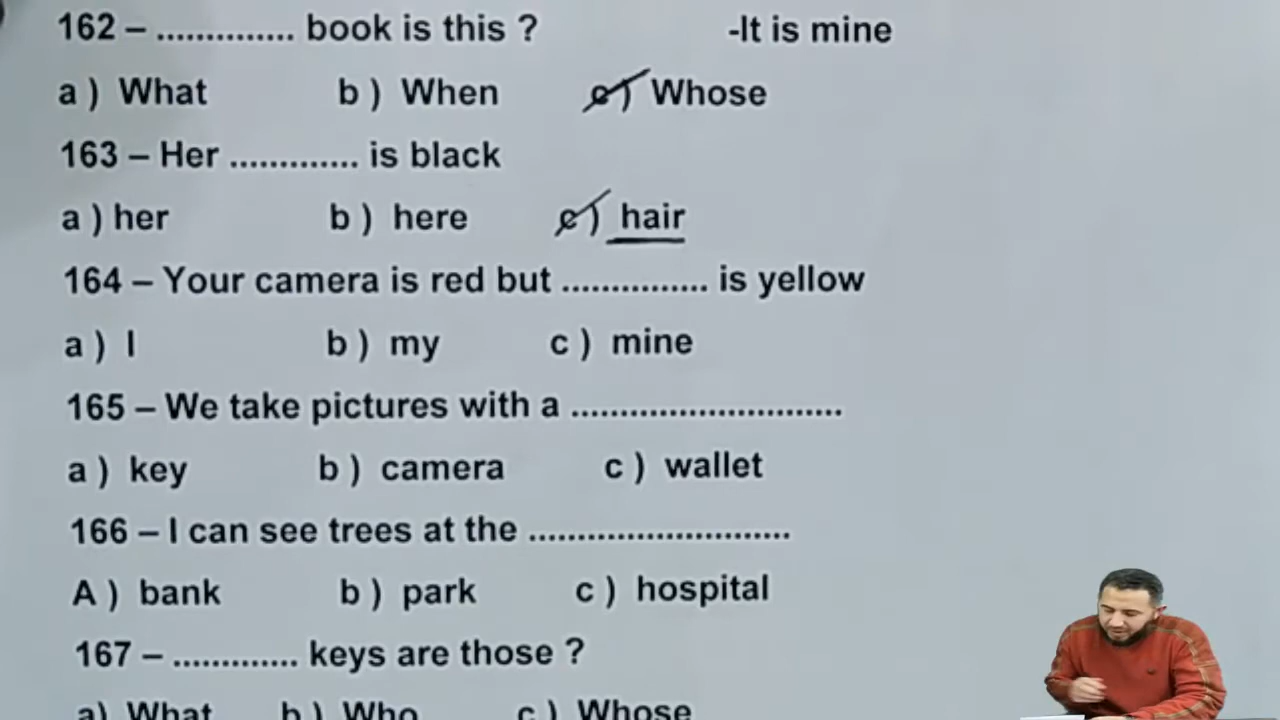 162 – .............. book is this ? -It is mine
a ) What b ) When c ) Whose
163 – Her ............. is black
a ) her b ) here c ) hair
164 – Your camera is red but ............... is yellow
a ) I b ) my c ) mine
165 – We take pictures with a ............................
a ) key b ) camera c ) wallet
166 – I can see trees at the ...........................
A ) bank b ) park c ) hospital
167 – ............. keys are those ?
a) What b ) Who c ) Whose